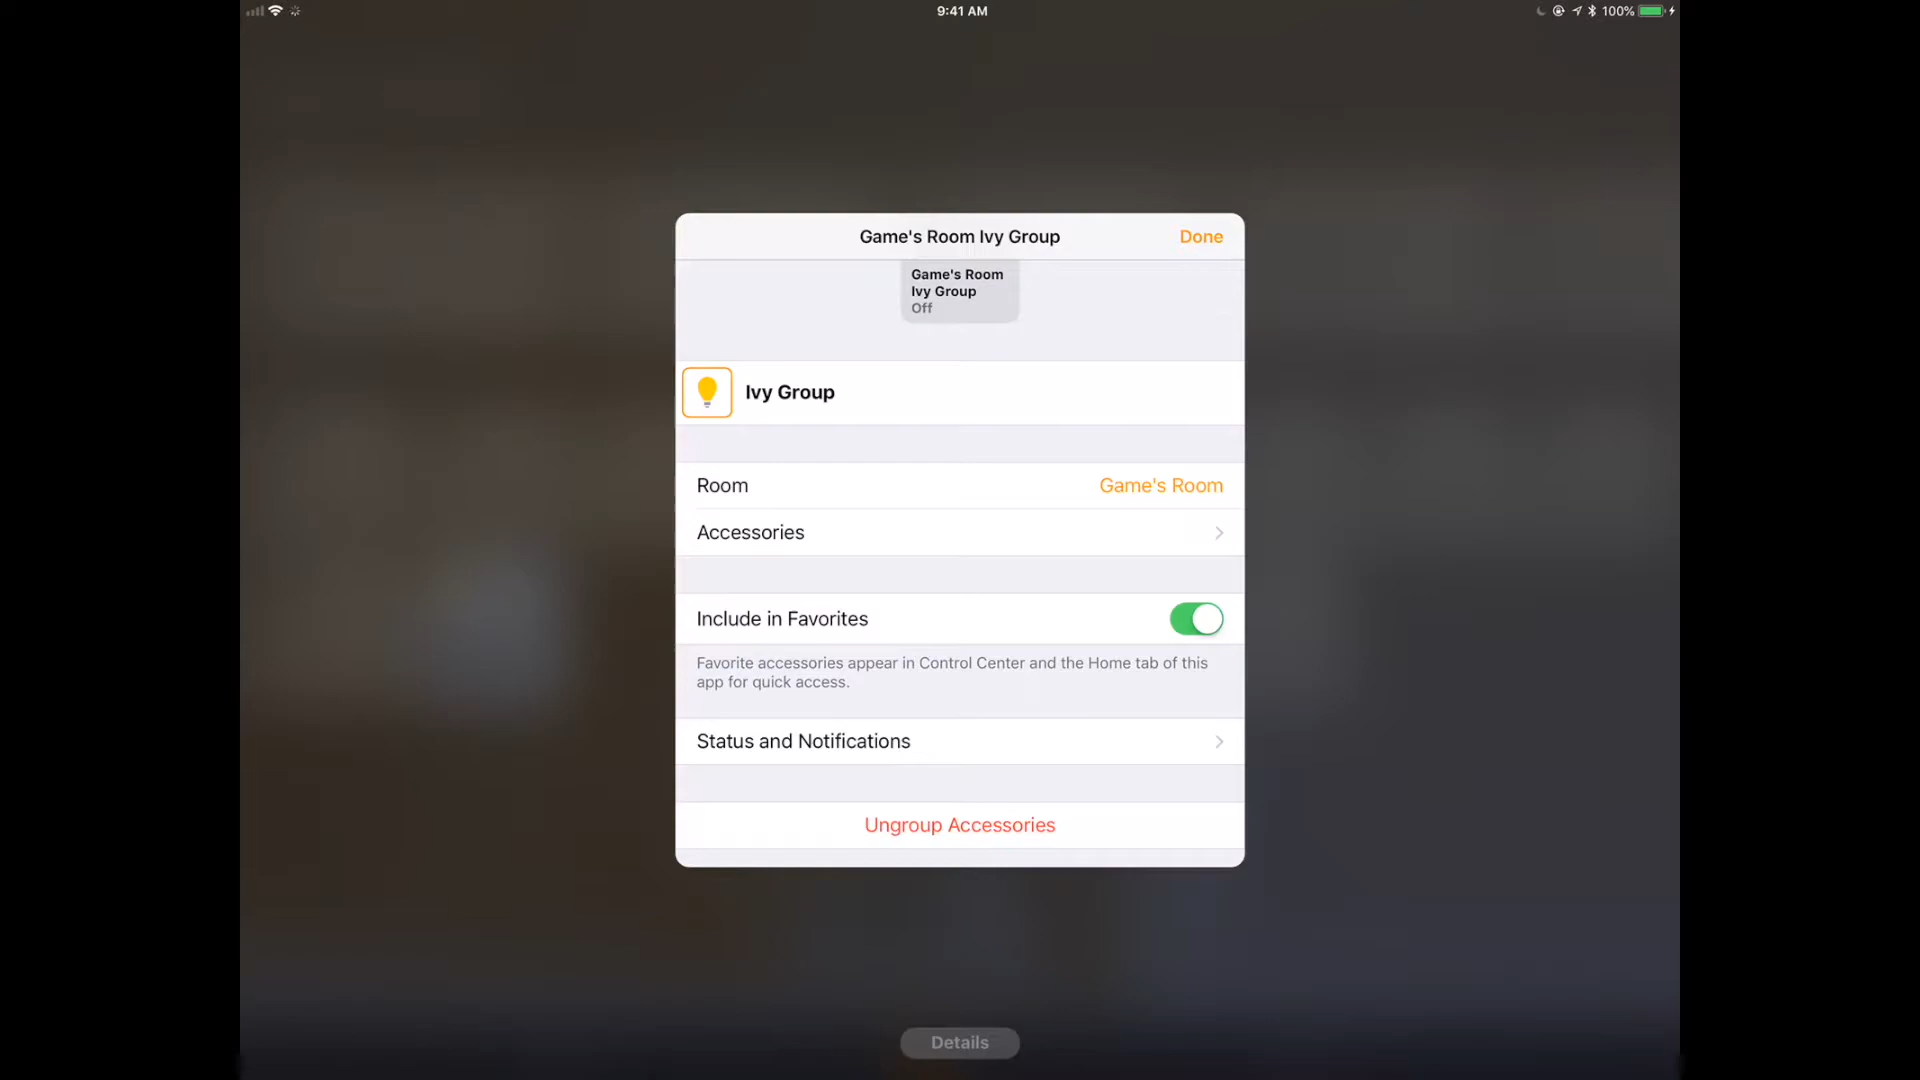 9:41 AM
100%
Game's Room Ivy Group
Done
Game's Room
Ivy Group
Off
Ivy Group
Room
Game's Room
Accessories
Include in Favorites
Favorite accessories appear in Control Center and the Home tab of this
app for quick access.
Status and Notifications
Ungroup Accessories
Details